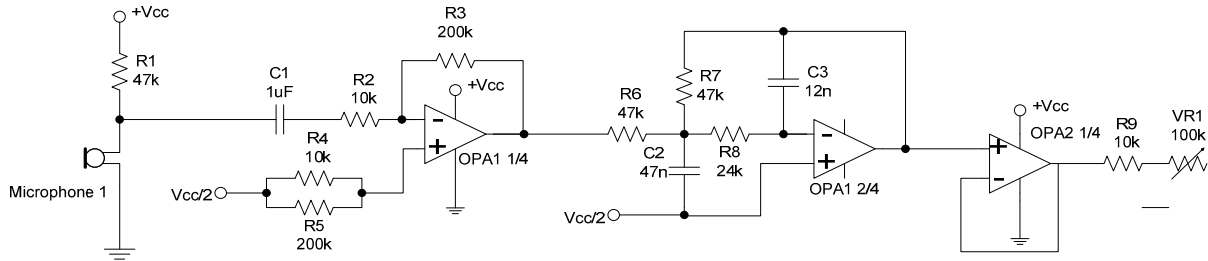 +Vcc
R1
47k
Microphone 1
C1
1uF
R2
10k
R3
200k
+Vcc
-
+
OPA1 1/4
R4
10k
Vcc/2
R5
200k
R6
47k
R7
47k
C3
12n
C2
47n
R8
24k
-
+
OPA1 2/4
Vcc/2
+Vcc
OPA2 1/4
+
-
R9
10k
VR1
100k